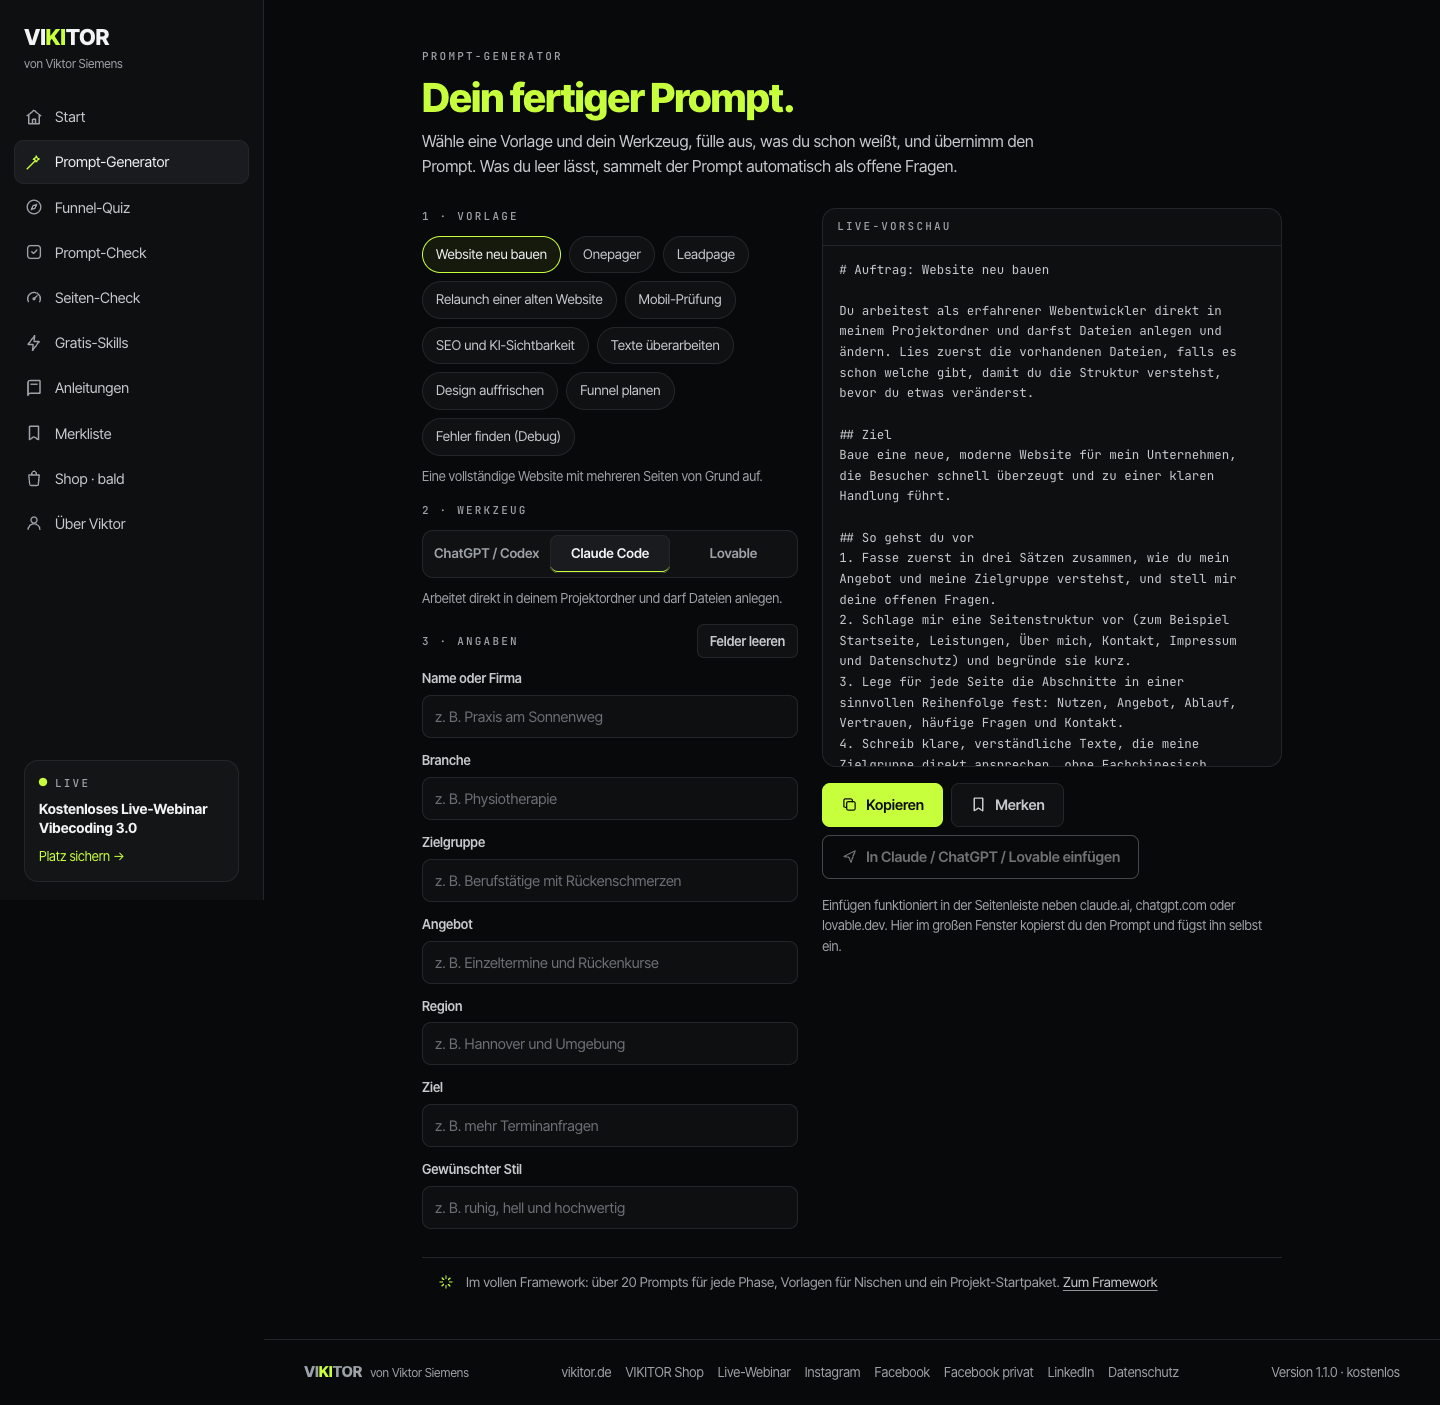 VIKITOR
von Viktor Siemens
Start
Prompt-Generator
Funnel-Quiz
Prompt-Check
Seiten-Check
Gratis-Skills
Anleitungen
Merkliste
Shop · bald
Über Viktor
LIVE
Kostenloses Live-Webinar
Vibecoding 3.0
Platz sichern →
PROMPT-GENERATOR
Dein fertiger Prompt.
Wähle eine Vorlage und dein Werkzeug, fülle aus, was du schon weißt, und übernimm den
Prompt. Was du leer lässt, sammelt der Prompt automatisch als offene Fragen.
1 · VORLAGE
Website neu bauen
Onepager
Leadpage
Relaunch einer alten Website
Mobil-Prüfung
SEO und KI-Sichtbarkeit
Texte überarbeiten
Design auffrischen
Funnel planen
Fehler finden (Debug)
Eine vollständige Website mit mehreren Seiten von Grund auf.
2 · WERKZEUG
ChatGPT / Codex
Claude Code
Lovable
Arbeitet direkt in deinem Projektordner und darf Dateien anlegen.
3 · ANGABEN
Felder leeren
Name oder Firma
z. B. Praxis am Sonnenweg
Branche
z. B. Physiotherapie
Zielgruppe
z. B. Berufstätige mit Rückenschmerzen
Angebot
z. B. Einzeltermine und Rückenkurse
Region
z. B. Hannover und Umgebung
Ziel
z. B. mehr Terminanfragen
Gewünschter Stil
z. B. ruhig, hell und hochwertig
LIVE-VORSCHAU
# Auftrag: Website neu bauen
Du arbeitest als erfahrener Webentwickler direkt in
meinem Projektordner und darfst Dateien anlegen und
ändern. Lies zuerst die vorhandenen Dateien, falls es
schon welche gibt, damit du die Struktur verstehst,
bevor du etwas veränderst.
## Ziel
Baue eine neue, moderne Website für mein Unternehmen,
die Besucher schnell überzeugt und zu einer klaren
Handlung führt.
## So gehst du vor
1. Fasse zuerst in drei Sätzen zusammen, wie du mein
Angebot und meine Zielgruppe verstehst, und stell mir
deine offenen Fragen.
2. Schlage mir eine Seitenstruktur vor (zum Beispiel
Startseite, Leistungen, Über mich, Kontakt, Impressum
und Datenschutz) und begründe sie kurz.
3. Lege für jede Seite die Abschnitte in einer
sinnvollen Reihenfolge fest: Nutzen, Angebot, Ablauf,
Vertrauen, häufige Fragen und Kontakt.
4. Schreib klare, verständliche Texte, die meine
Zielgruppe direkt ansprechen, ohne Fachchinesisch
Kopieren
Merken
In Claude / ChatGPT / Lovable einfügen
Einfügen funktioniert in der Seitenleiste neben claude.ai, chatgpt.com oder
lovable.dev. Hier im großen Fenster kopierst du den Prompt und fügst ihn selbst
ein.
Im vollen Framework: über 20 Prompts für jede Phase, Vorlagen für Nischen und ein Projekt-Startpaket. Zum Framework
VIKITOR von Viktor Siemens
vikitor.de
VIKITOR Shop
Live-Webinar
Instagram
Facebook
Facebook privat
LinkedIn
Datenschutz
Version 1.1.0 · kostenlos